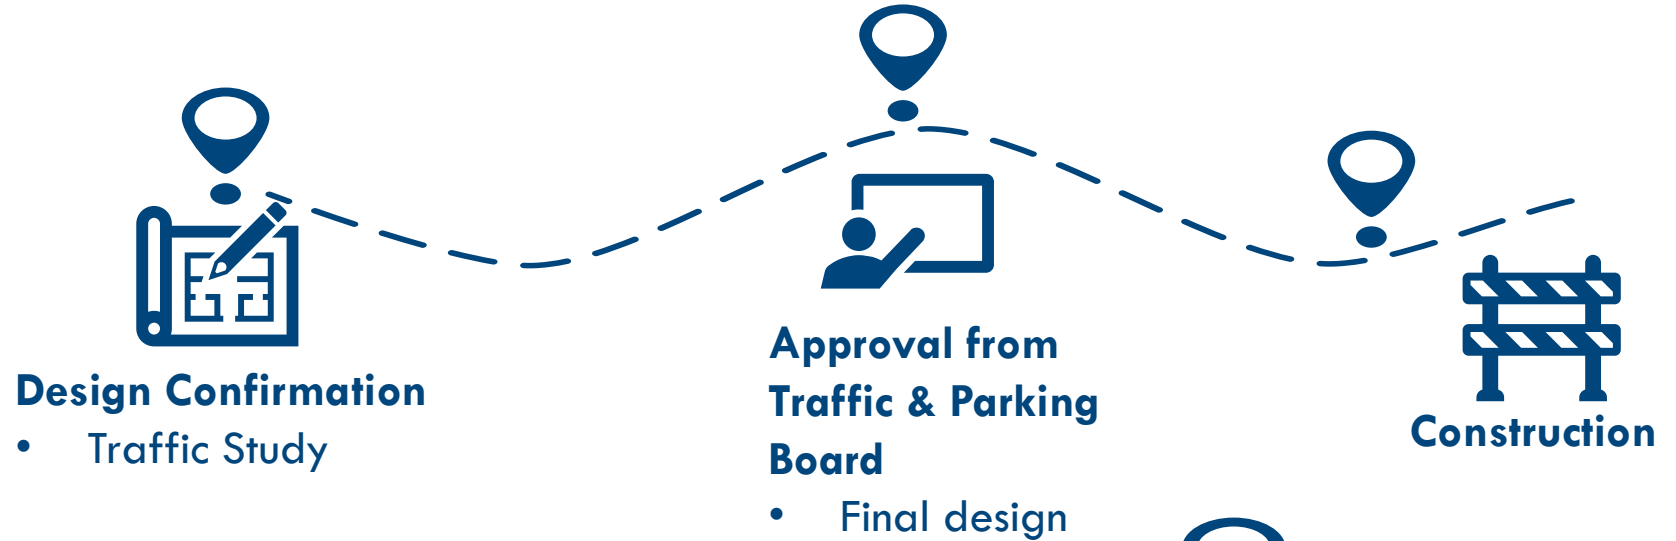 Design Confirmation
• Traffic Study
Approval from
Traffic & Parking
Board
• Final design
Construction